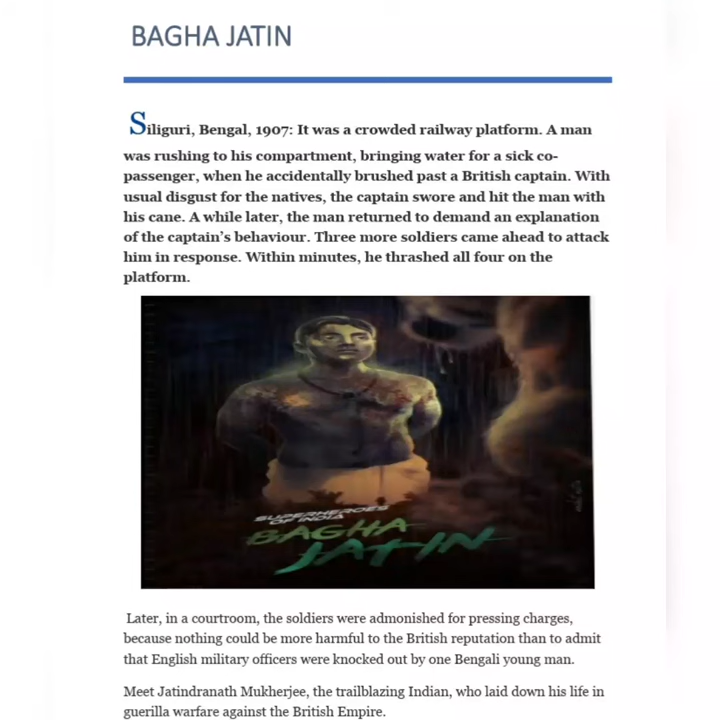 BAGHA JATIN
Siliguri, Bengal, 1907: It was a crowded railway platform. A man
was rushing to his compartment, bringing water for a sick co-
passenger, when he accidentally brushed past a British captain. With
usual disgust for the natives, the captain swore and hit the man with
his cane. A while later, the man returned to demand an explanation
of the captain's behaviour. Three more soldiers came ahead to attack
him in response. Within minutes, he thrashed all four on the
platform.
SUPERHEROES
OF INDIA
BAGHA
JATIN
Later, in a courtroom, the soldiers were admonished for pressing charges,
because nothing could be more harmful to the British reputation than to admit
that English military officers were knocked out by one Bengali young man.
Meet Jatindranath Mukherjee, the trailblazing Indian, who laid down his life in
guerilla warfare against the British Empire.